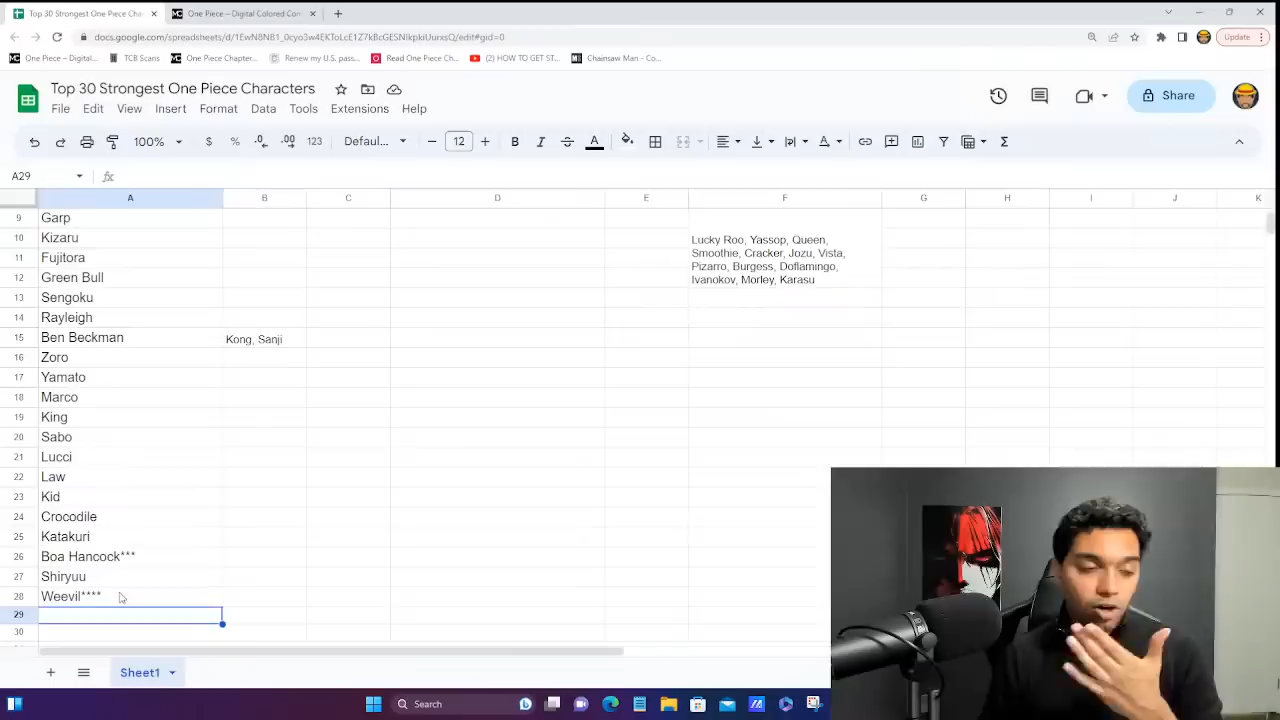 Top 30 Strongest One Piece Cha
One Piece – Digital Colored Com
docs.google.com/spreadsheets/d/
Update
One Piece – Digital...
TCB Scans
One Piece Chapter...
Renew my U.S. pass...
Read One Piece Ch...
(2) HOW TO GET ST...
Chainsaw Man - Co...
Top 30 Strongest One Piece Characters
Share
File Edit View Insert Format Data Tools Extensions Help
100% $ % .0 .00 123 Defaul... 12 B I A
A29 fx
A B C D E F G H I J K
9 Garp
10 Kizaru
Lucky Roo, Yassop, Queen,
11 Fujitora
Smoothie, Cracker, Jozu, Vista,
Pizarro, Burgess, Doflamingo,
12 Green Bull
Ivanokov, Morley, Karasu
13 Sengoku
14 Rayleigh
15 Ben Beckman Kong, Sanji
16 Zoro
17 Yamato
18 Marco
19 King
20 Sabo
21 Lucci
22 Law
23 Kid
24 Crocodile
25 Katakuri
26 Boa Hancock***
27 Shiryuu
28 Weevil****
29
30
Sheet1
Search